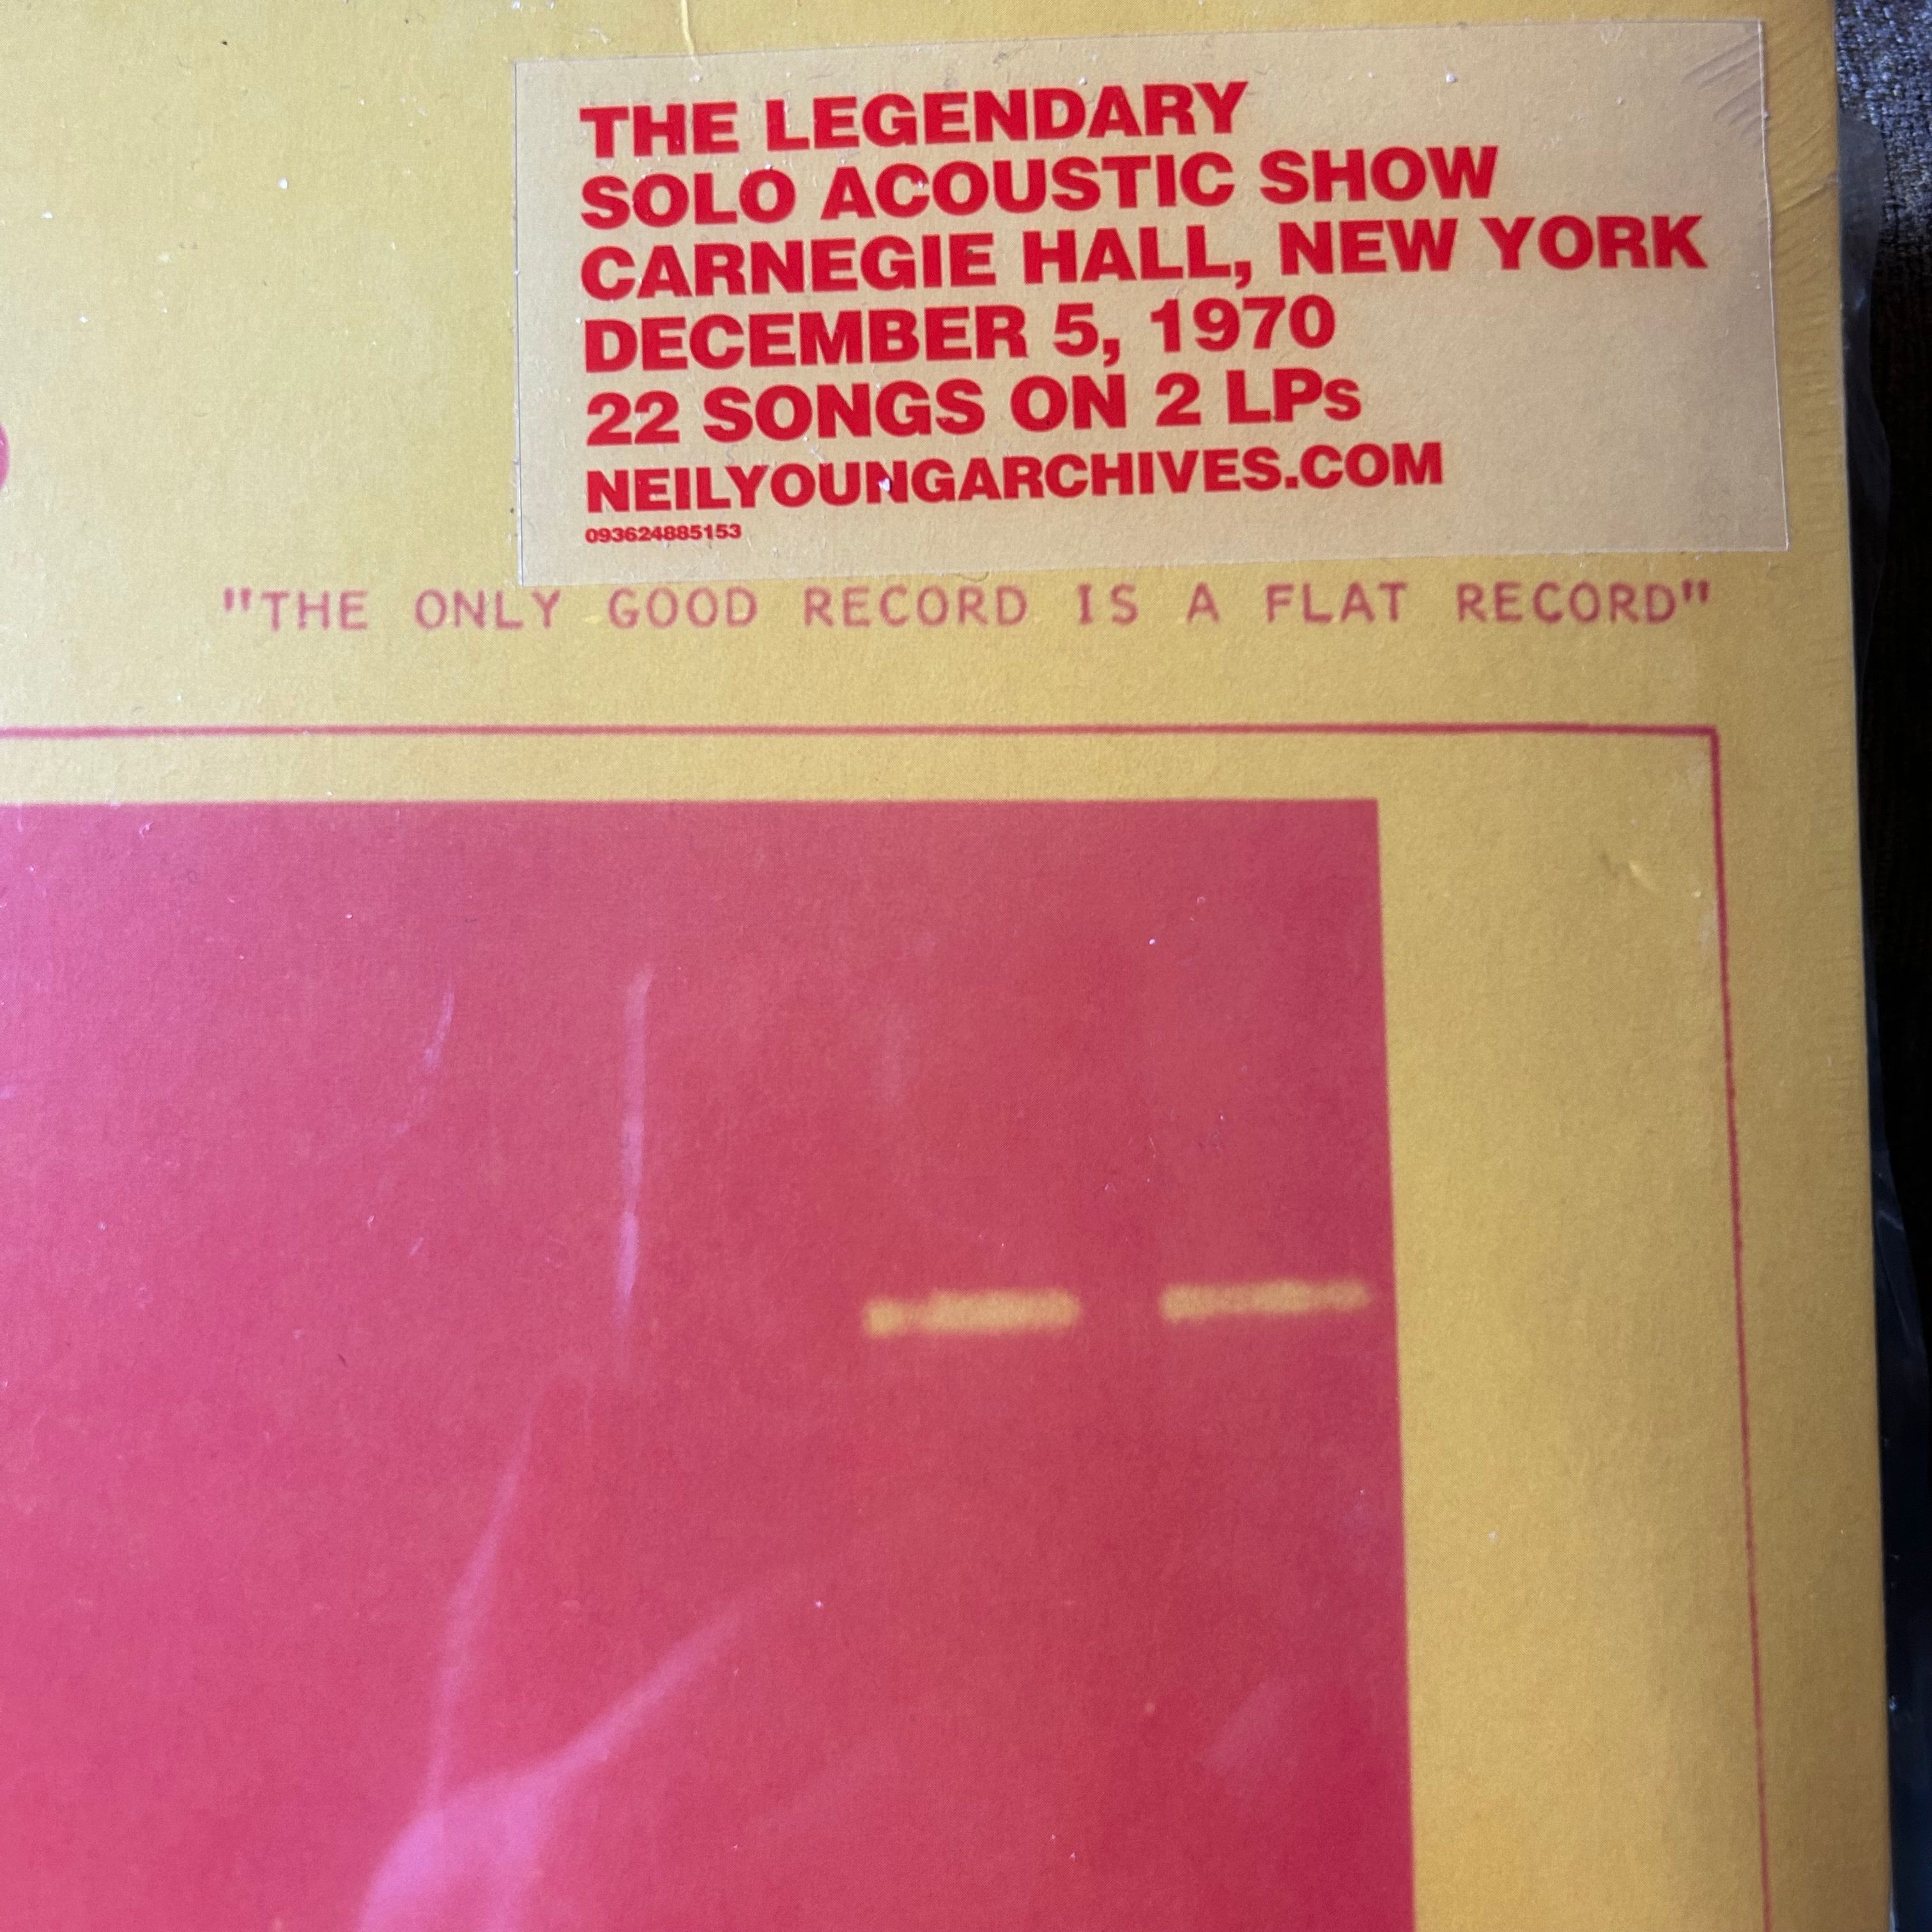 THE LEGENDARY
SOLO ACOUSTIC SHOW
CARNEGIE HALL, NEW YORK
DECEMBER 5, 1970
22 SONGS ON 2 LPs
NEILYOUNGARCHIVES.COM
093624885153
"THE ONLY GOOD RECORD IS A FLAT RECORD"